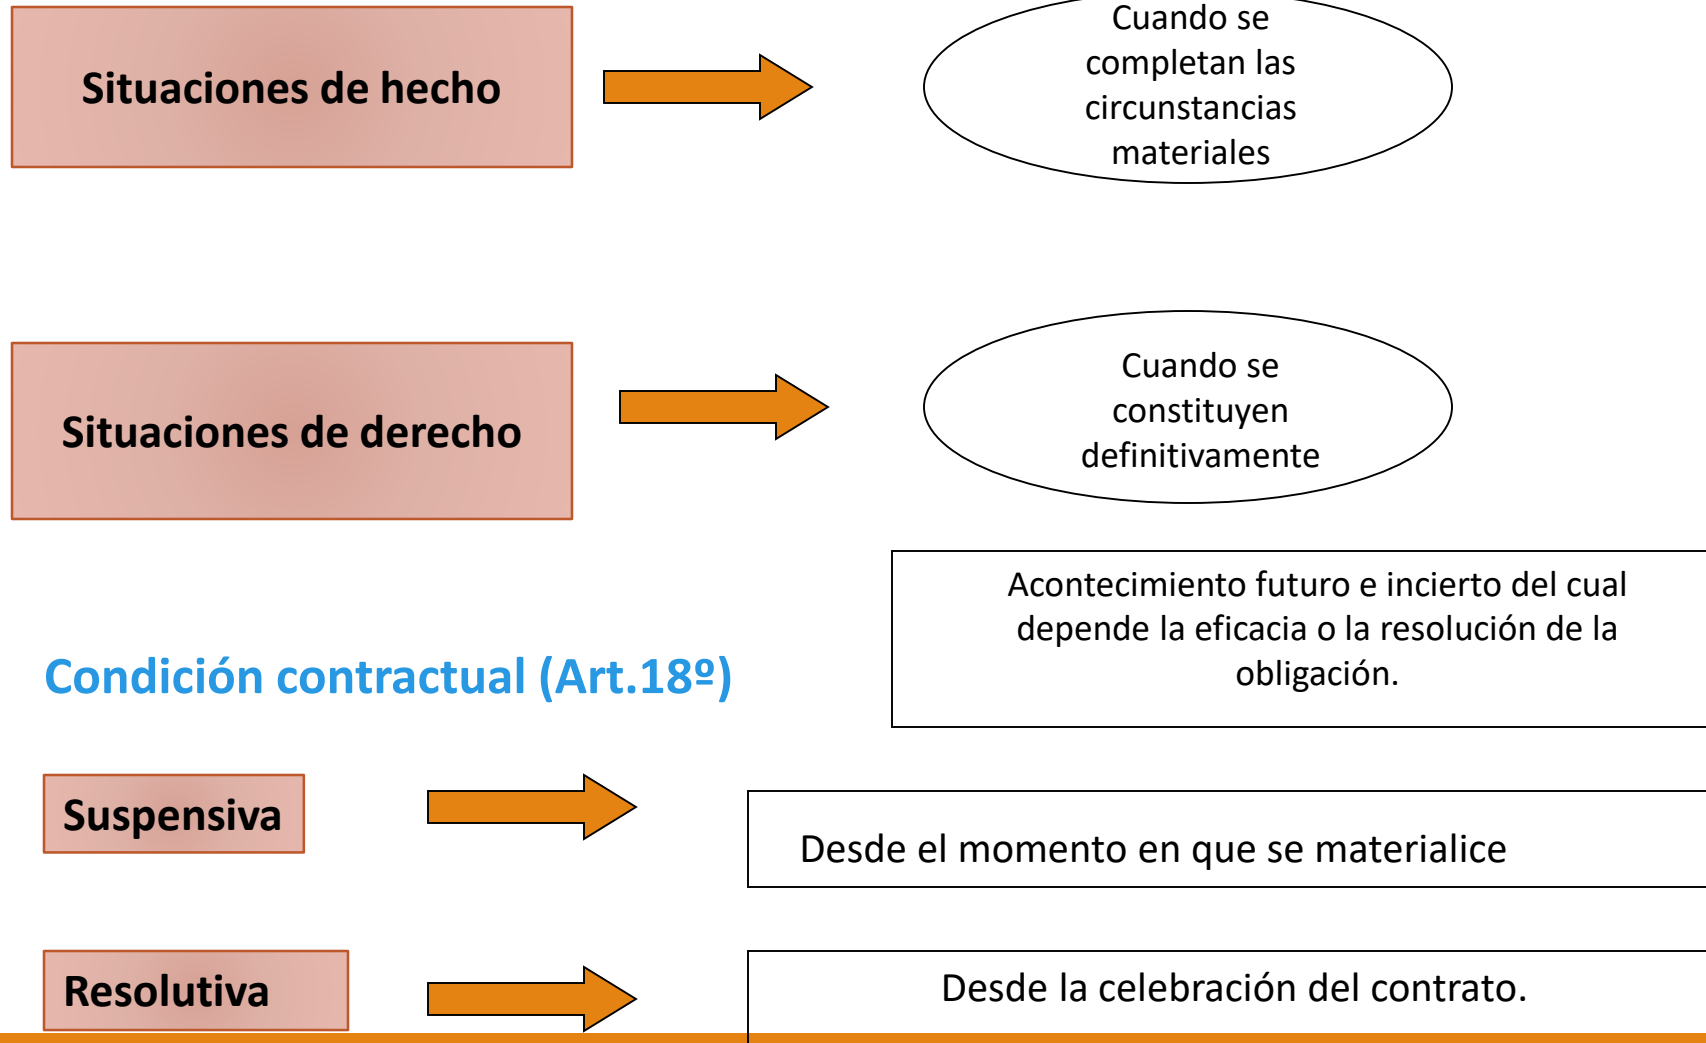 Situaciones de hecho
Cuando se
completan las
circunstancias
materiales
Situaciones de derecho
Cuando se
constituyen
definitivamente
Acontecimiento futuro e incierto del cual
depende la eficacia o la resolución de la
obligación.
Condición contractual (Art.18º)
Suspensiva
Desde el momento en que se materialice
Resolutiva
Desde la celebración del contrato.